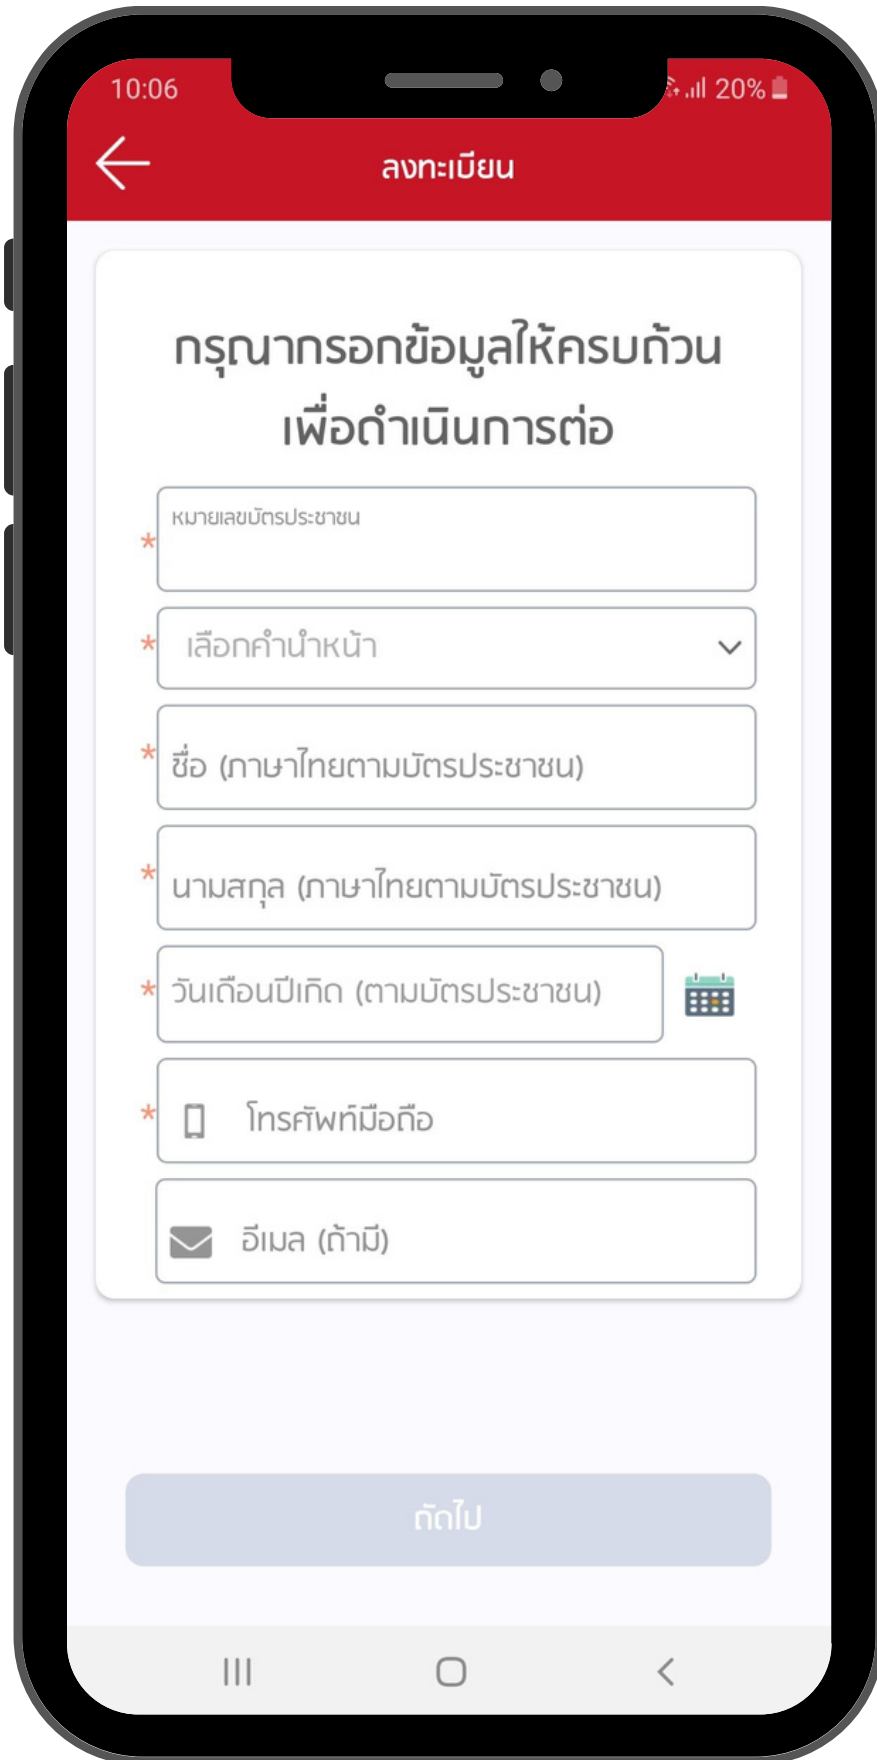 10:06
20%
ลงทะเบียน
กรุณากรอกข้อมูลให้ครบถ้วน
เพื่อดำเนินการต่อ
* หมายเลขบัตรประชาชน
* เลือกคำนำหน้า
* ชื่อ (ภาษาไทยตามบัตรประชาชน)
* นามสกุล (ภาษาไทยตามบัตรประชาชน)
* วันเดือนปีเกิด (ตามบัตรประชาชน)
* โทรศัพท์มือถือ
อีเมล (ถ้ามี)
ถัดไป